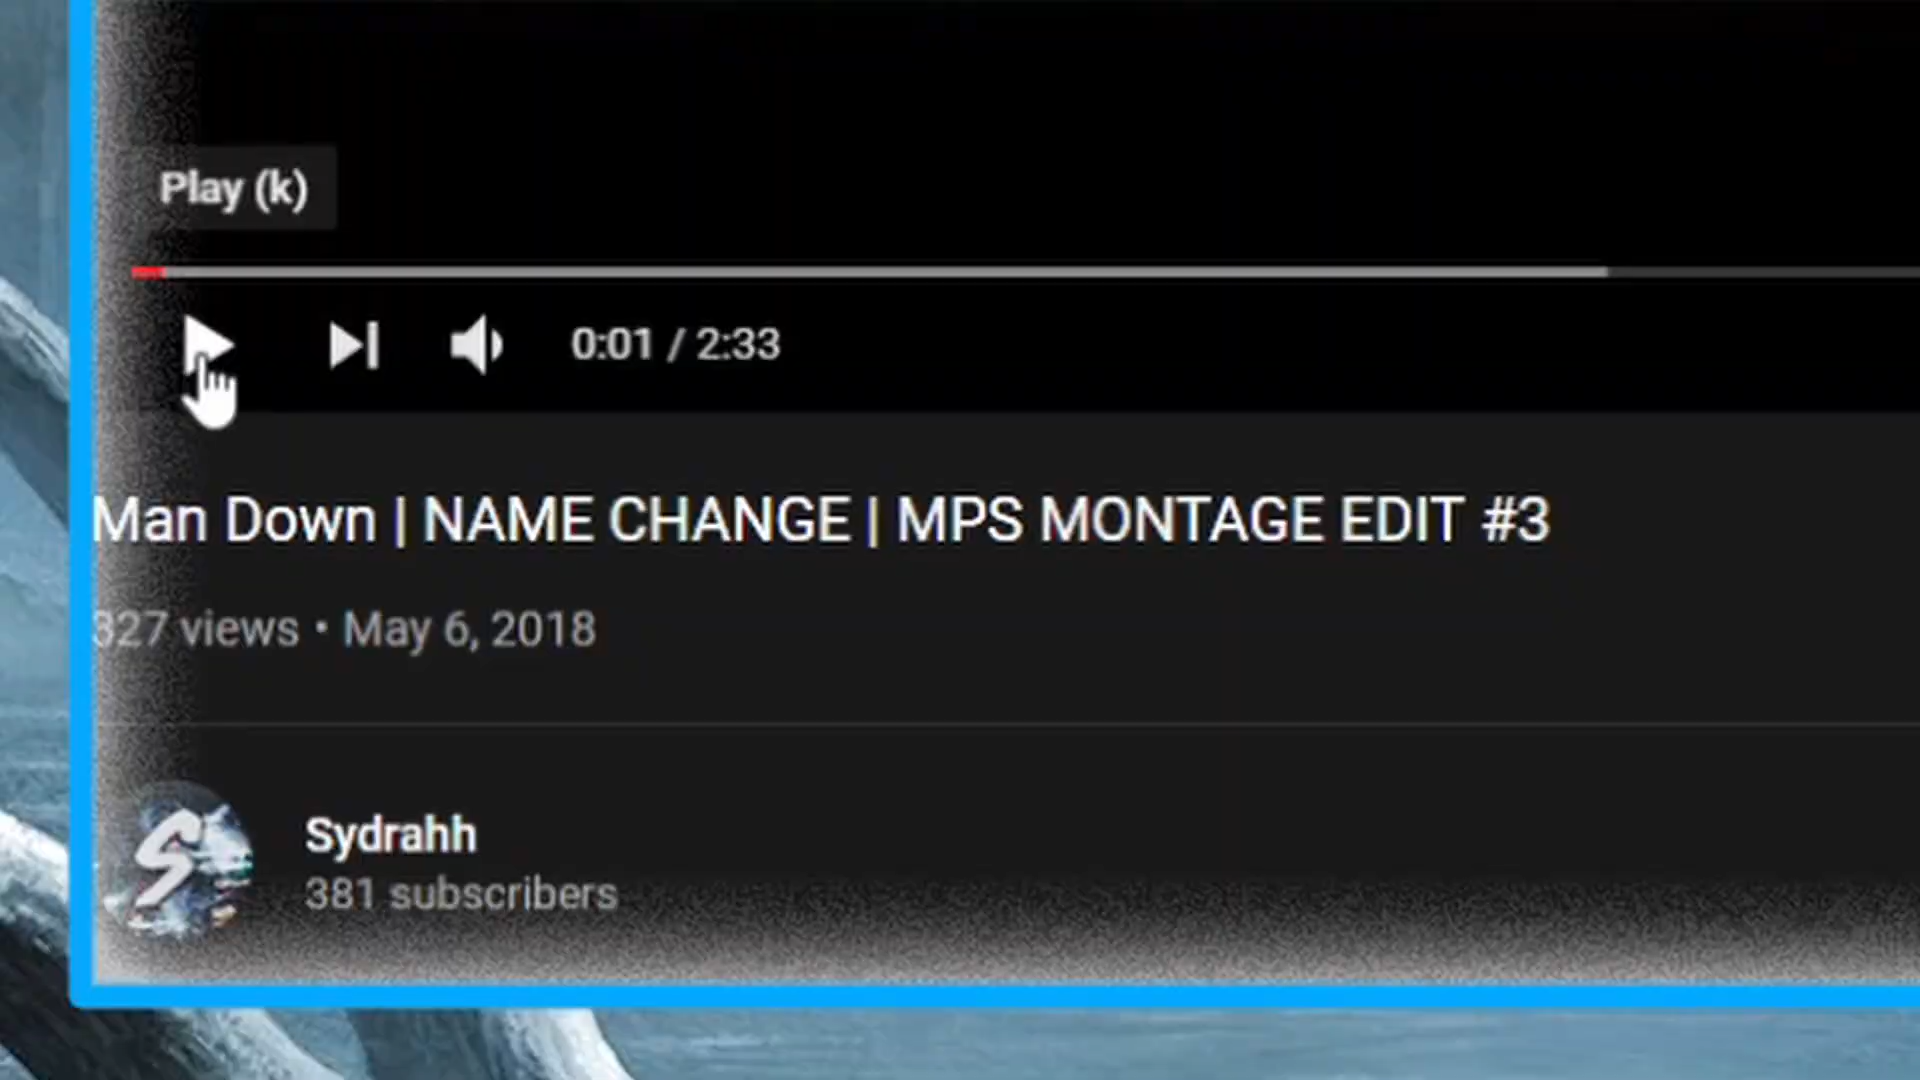 Play (k)
0:01 / 2:33
Man Down | NAME CHANGE | MPS MONTAGE EDIT #3
327 views • May 6, 2018
S
Sydrahh
381 subscribers